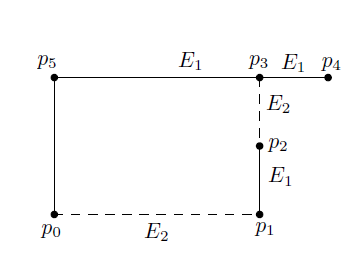 p₅ E₁ p₃ E₁ p₄
E₂
p₂
E₁
p₀ E₂ p₁